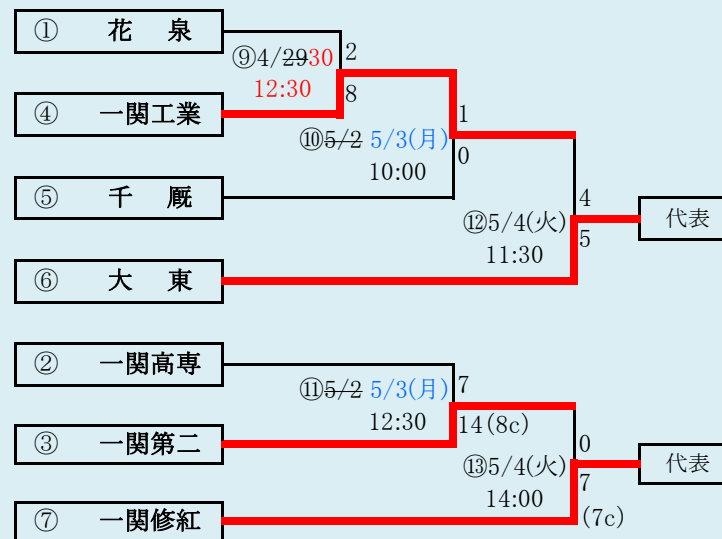 ① 花 泉
⑨4/2930 2
12:30
8
④ 一関工業
1
⑩5/2 5/3(月)
0
10:00
⑤ 千 厩
4
⑫5/4(火)
代表
5
11:30
⑥ 大 東
② 一関高専
⑪5/2 5/3(月) 7
12:30 14(8c)
③ 一関第二
0
⑬5/4(火)
代表
7
14:00
(7c)
⑦ 一関修紅